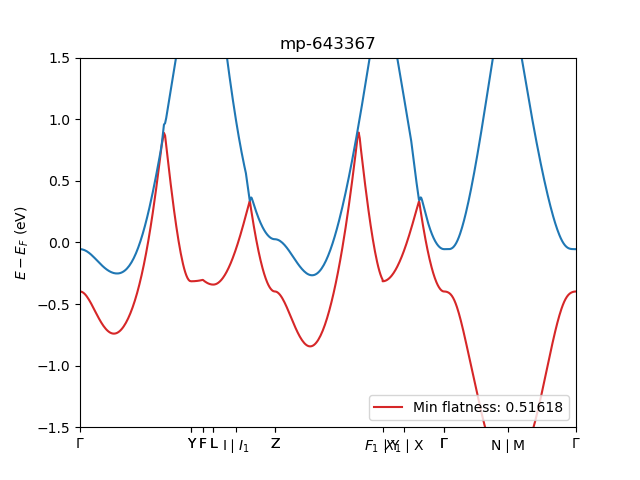 mp-643367
E − E_F (eV)
1.5
1.0
0.5
0.0
−0.5
−1.0
−1.5
Min flatness: 0.51618
Γ Y F L I | I₁ Z F₁ | Y X₁ | X Γ N | M Γ